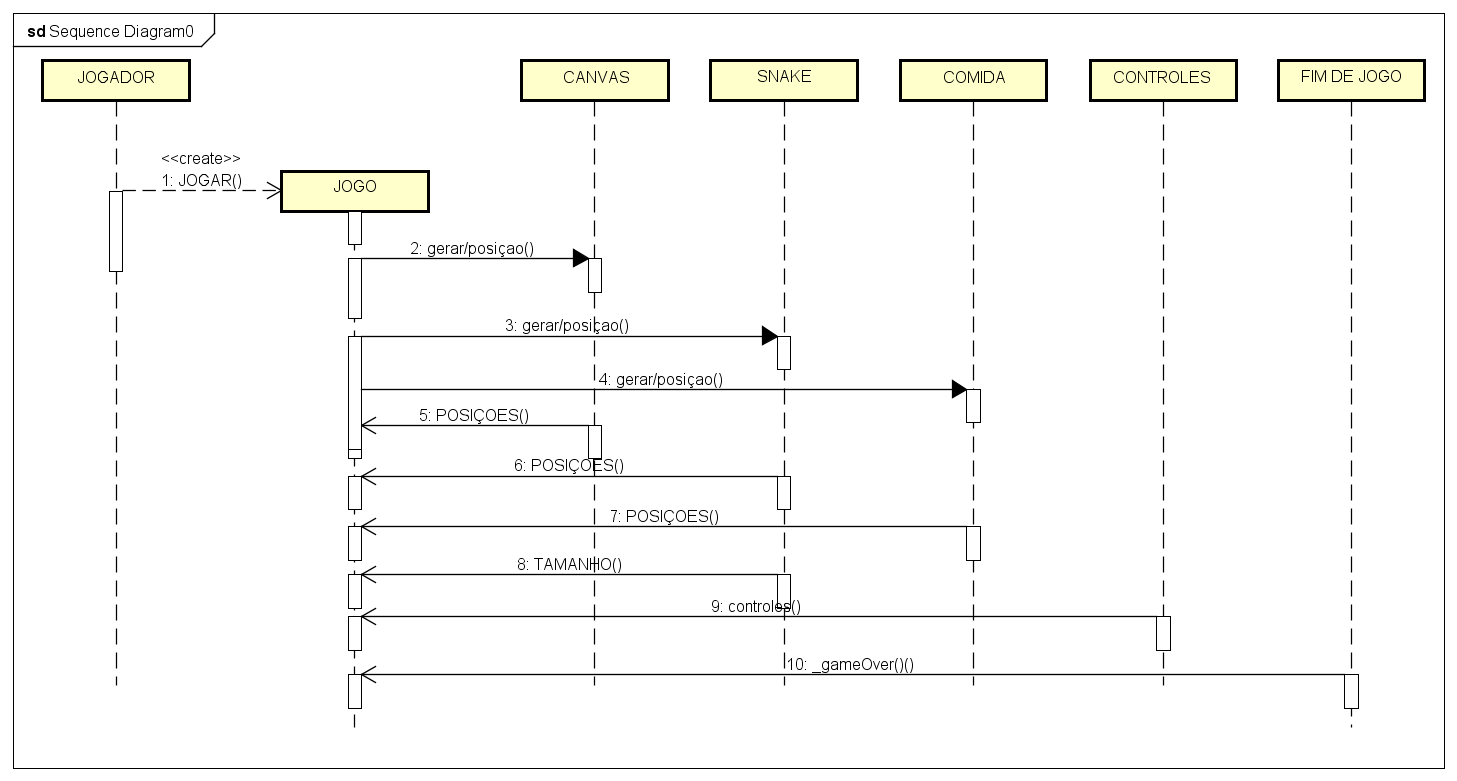 sd Sequence Diagram0
JOGADOR
CANVAS
SNAKE
COMIDA
CONTROLES
FIM DE JOGO
<<create>>
1: JOGAR()
JOGO
2: gerar/posiçao()
3: gerar/posiçao()
4: gerar/posiçao()
5: POSIÇOES()
6: POSIÇOES()
7: POSIÇOES()
8: TAMANHO()
9: controles()
10: _gameOver()()